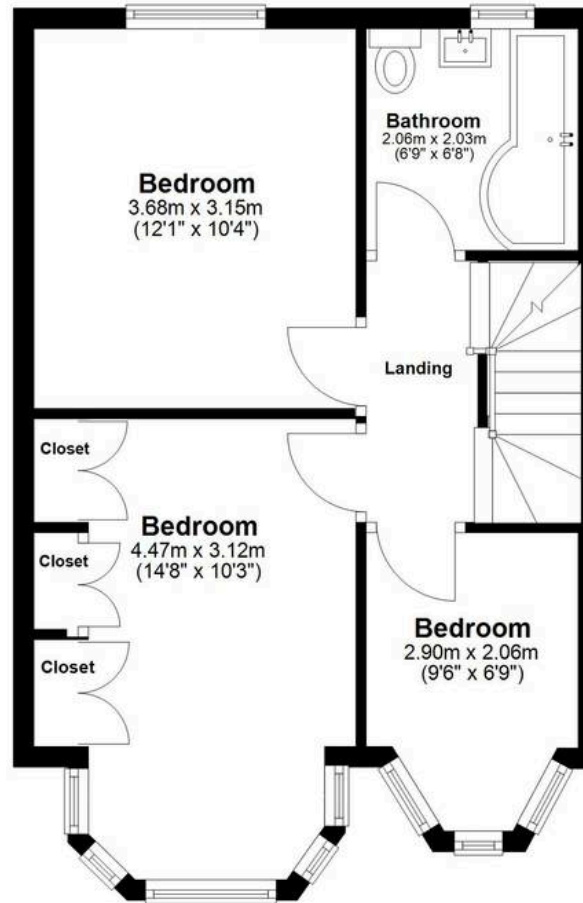 Bathroom
2.06m x 2.03m
(6'9" x 6'8")
Bedroom
3.68m x 3.15m
(12'1" x 10'4")
Landing
Closet
Bedroom
4.47m x 3.12m
(14'8" x 10'3")
Closet
Closet
Bedroom
2.90m x 2.06m
(9'6" x 6'9")